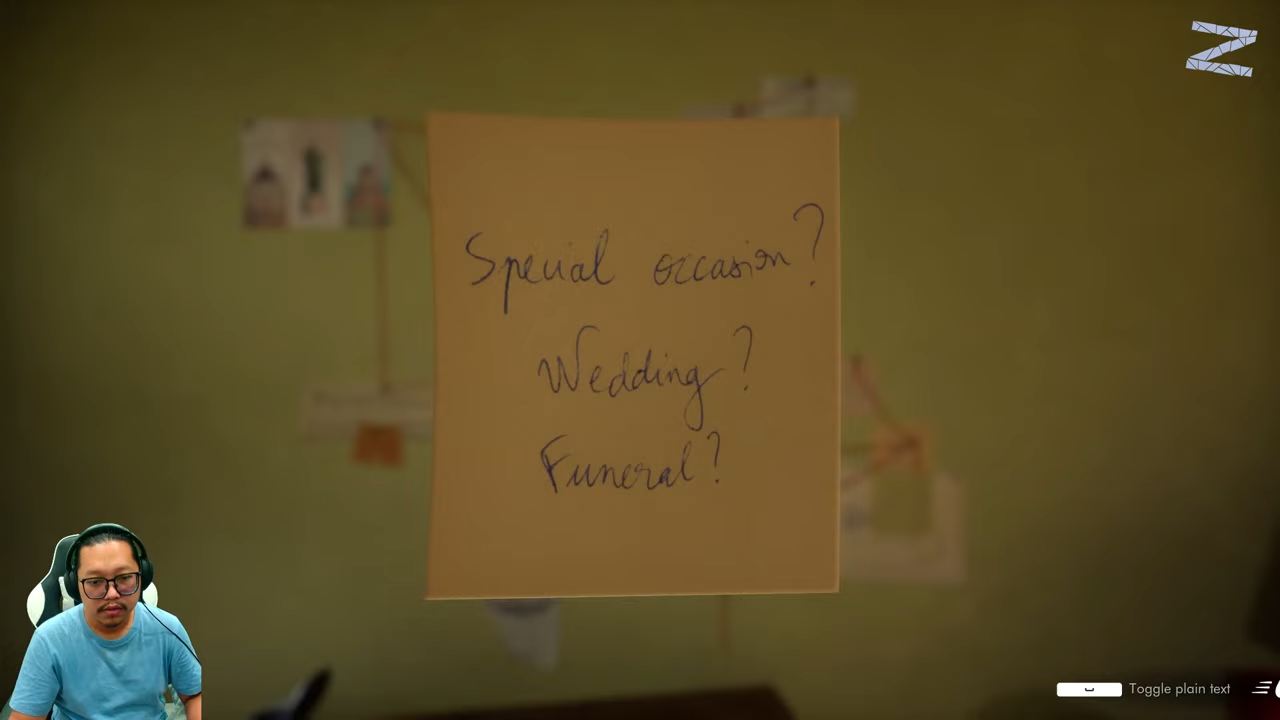 Z
Special occasion?
Wedding?
Funeral?
Toggle plain text